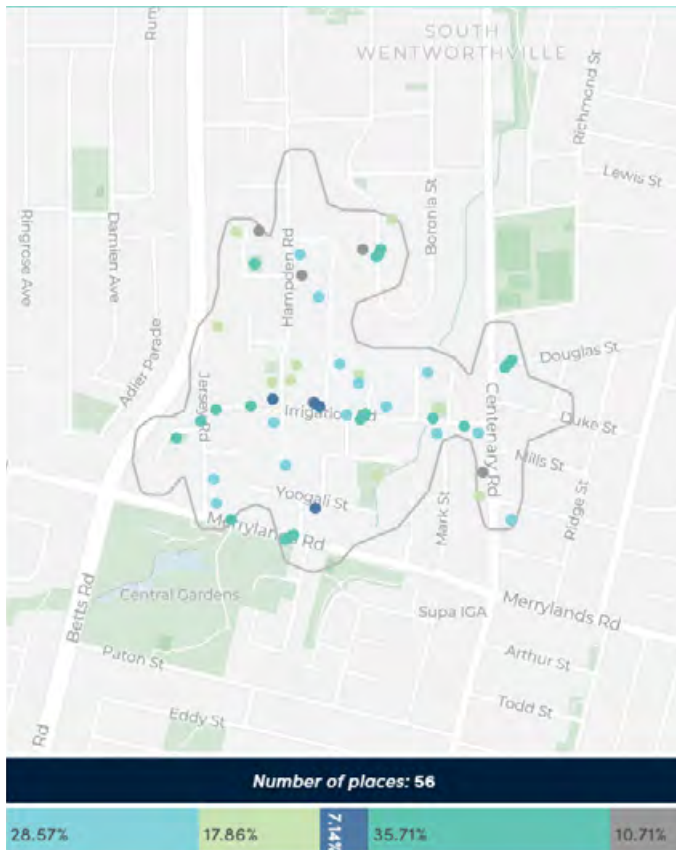 SOUTH
WENTWORTHVILLE
Richmond St
Lewis St
Ringrose Ave
Damien Ave
Boronia St
Hampden Rd
Adler Parade
Jersey Rd
Douglas St
Centenary Rd
Duke St
Mills St
Yoogali St
Merrylands Rd
Mark St
Ridge St
Central Gardens
Betts Rd
Supa IGA
Merrylands Rd
Paton St
Arthur St
Todd St
Eddy St
Rd
Number of places: 56
28.57%
17.86%
7.14%
35.71%
10.71%